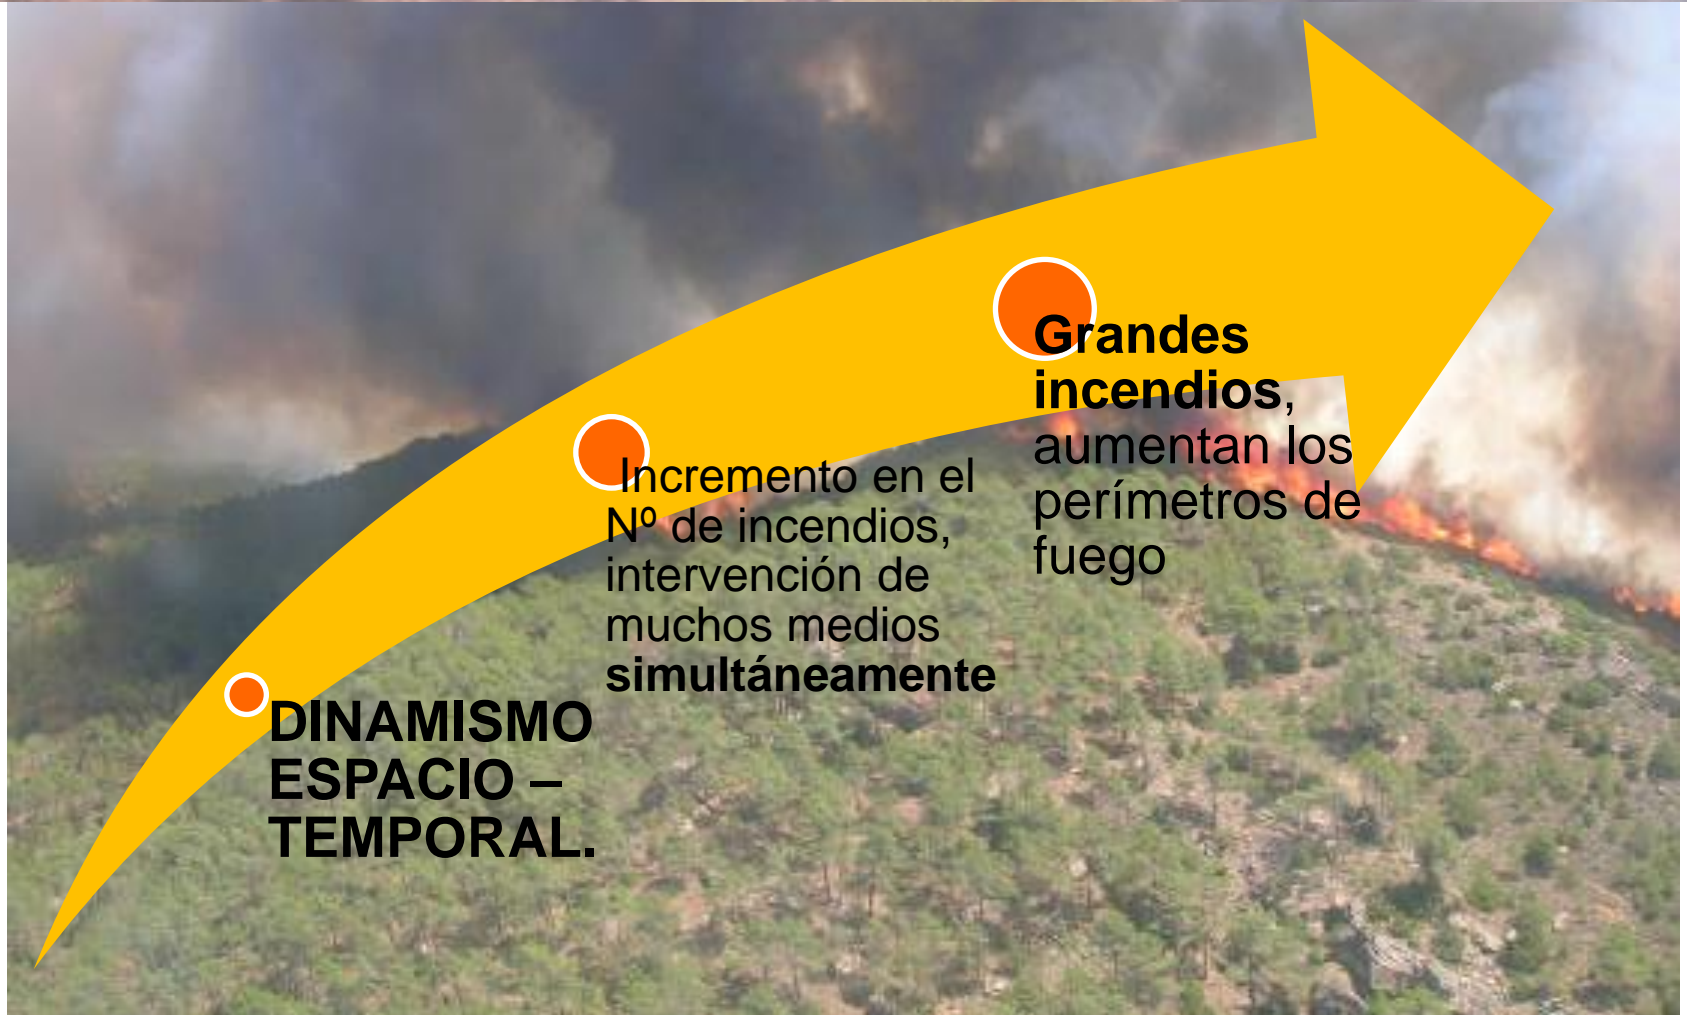 DINAMISMO
ESPACIO –
TEMPORAL.
Incremento en el
Nº de incendios,
intervención de
muchos medios
simultáneamente
Grandes
incendios,
aumentan los
perímetros de
fuego